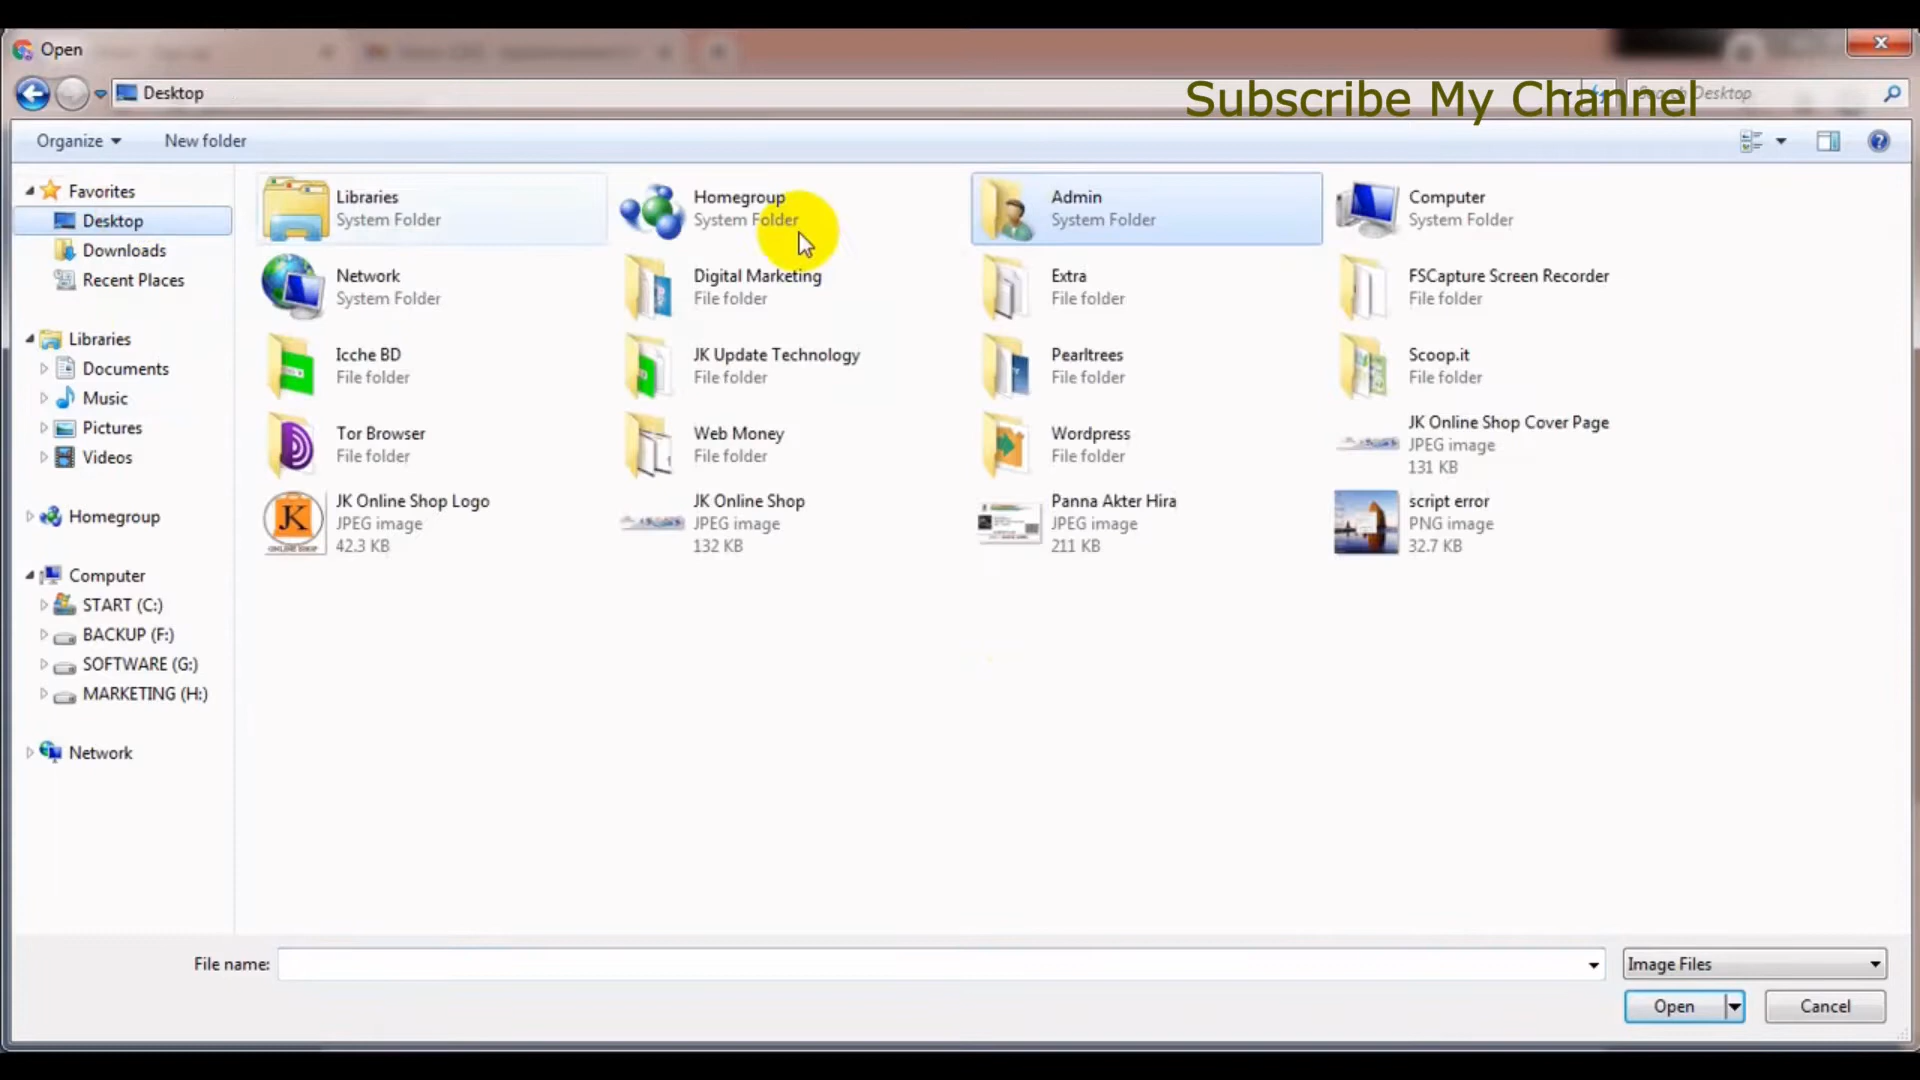 Open
Desktop
Subscribe My Channel
Desktop
Organize
New folder
Favorites
Desktop
Downloads
Recent Places
Libraries
Documents
Music
Pictures
Videos
Homegroup
Computer
START (C:)
BACKUP (F:)
SOFTWARE (G:)
MARKETING (H:)
Network
Libraries
System Folder
Homegroup
System Folder
Admin
System Folder
Computer
System Folder
Network
System Folder
Digital Marketing
File folder
Extra
File folder
FSCapture Screen Recorder
File folder
Icche BD
File folder
JK Update Technology
File folder
Pearltrees
File folder
Scoop.it
File folder
Tor Browser
File folder
Web Money
File folder
Wordpress
File folder
JK Online Shop Cover Page
JPEG image
131 KB
JK Online Shop Logo
JPEG image
42.3 KB
JK Online Shop
JPEG image
132 KB
Panna Akter Hira
JPEG image
211 KB
script error
PNG image
32.7 KB
JK
ONLINE SHOP
File name:
Image Files
Open
Cancel